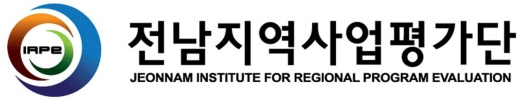 IRPE
전남지역사업평가단
JEONNAM INSTITUTE FOR REGIONAL PROGRAM EVALUATION